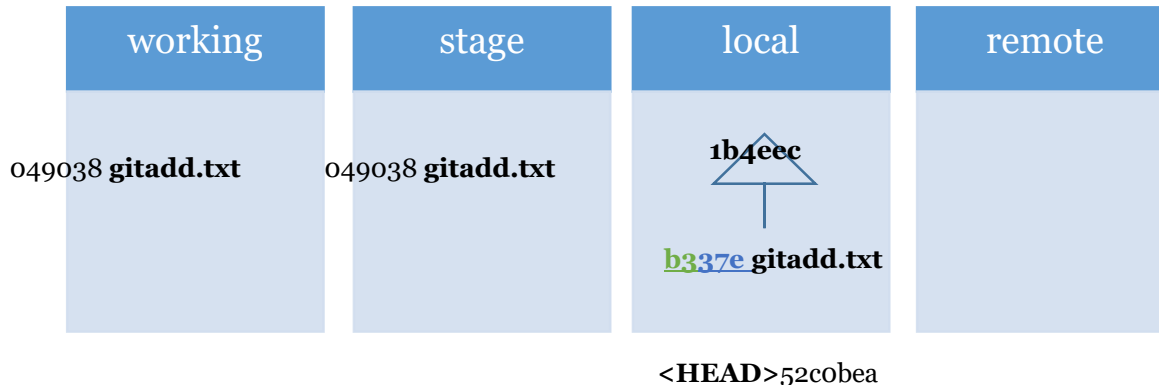 working stage local remote
1b4eec
049038 gitadd.txt 049038 gitadd.txt
b337e gitadd.txt
<HEAD>52c0bea